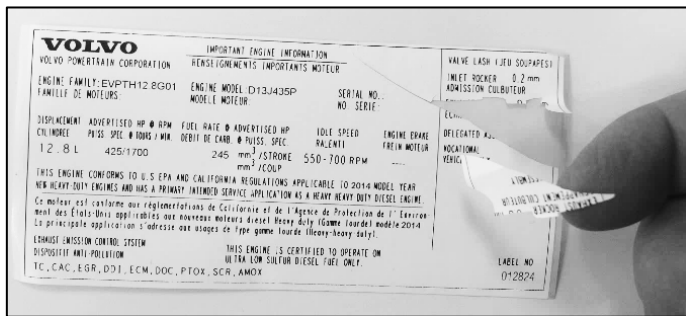 VOLVO
VOLVO POWERTRAIN CORPORATION
IMPORTANT ENGINE INFORMATION
RENSEIGNEMENTS IMPORTANTS MOTEUR
ENGINE FAMILY: EVPTH12.8G01
FAMILLE DE MOTEURS:
ENGINE MODEL: D13J435P
MODELE MOTEUR:
SERIAL NO.:
NO SERIE:
DISPLACEMENT
CYLINDREE
12.8 L
ADVERTISED HP @ RPM
PUISS. SPEC @ TOURS / MIN.
425/1700
FUEL RATE @ ADVERTISED HP
DEBIT DE CARB. @ PUISS. SPEC.
245 mm³ /STROKE
mm³ /COUP
IDLE SPEED
RALENTI
550-700 RPM
ENGINE BRAKE
FREIN MOTEUR
THIS ENGINE CONFORMS TO U.S EPA AND CALIFORNIA REGULATIONS APPLICABLE TO 2014 MODEL YEAR
NEW HEAVY-DUTY ENGINES AND HAS A PRIMARY INTENDED SERVICE APPLICATION AS A HEAVY HEAVY DUTY DIESEL ENGINE.
Ce moteur est conforme aux réglementations de Californie et de l'Agence de Protection de l' Environ-
ment des États-Unis applicables aux nouveaux moteurs diesel Heavy duty (Gamme lourde) modèle 2014
La principale application s'adresse aux usages de type gamme lourde (Heavy-heavy duty).
EXHAUST EMISSION CONTROL SYSTEM
DISPOSITIF ANTI-POLLUTION
TC, CAC, EGR, DDI, ECM, DOC, PTOX, SCR, AMOX
THIS ENGINE IS CERTIFIED TO OPERATE ON
ULTRA LOW SULFUR DIESEL FUEL ONLY.
VALVE LASH (JEU SOUPAPES)
INLET ROCKER 0.2 mm
ADMISSION CULBUTEUR
DELEGATED
VOCATIONAL
EXHAUST ROCKER
CULBUTEUR
LABEL NO
012824